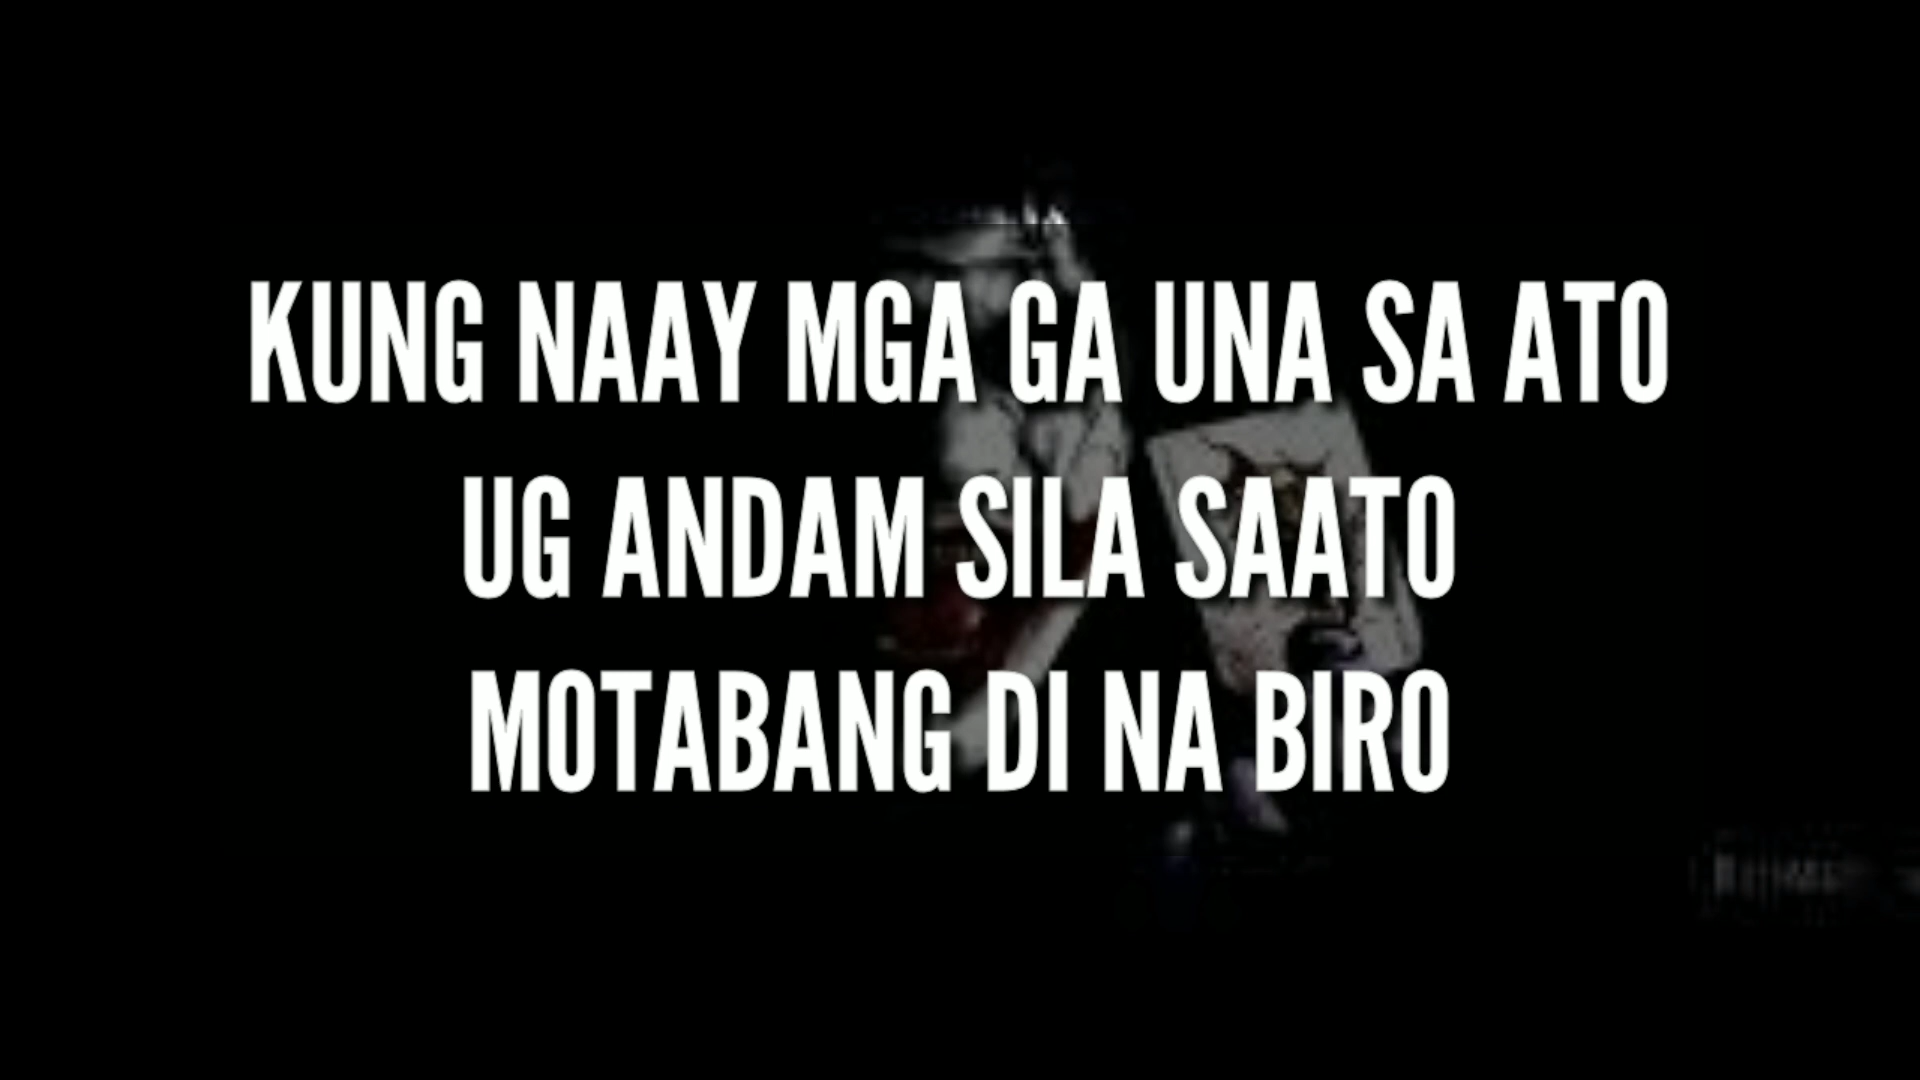 KUNG NAAY MGA GA UNA SA ATO
UG ANDAM SILA SAATO
MOTABANG DI NA BIRO